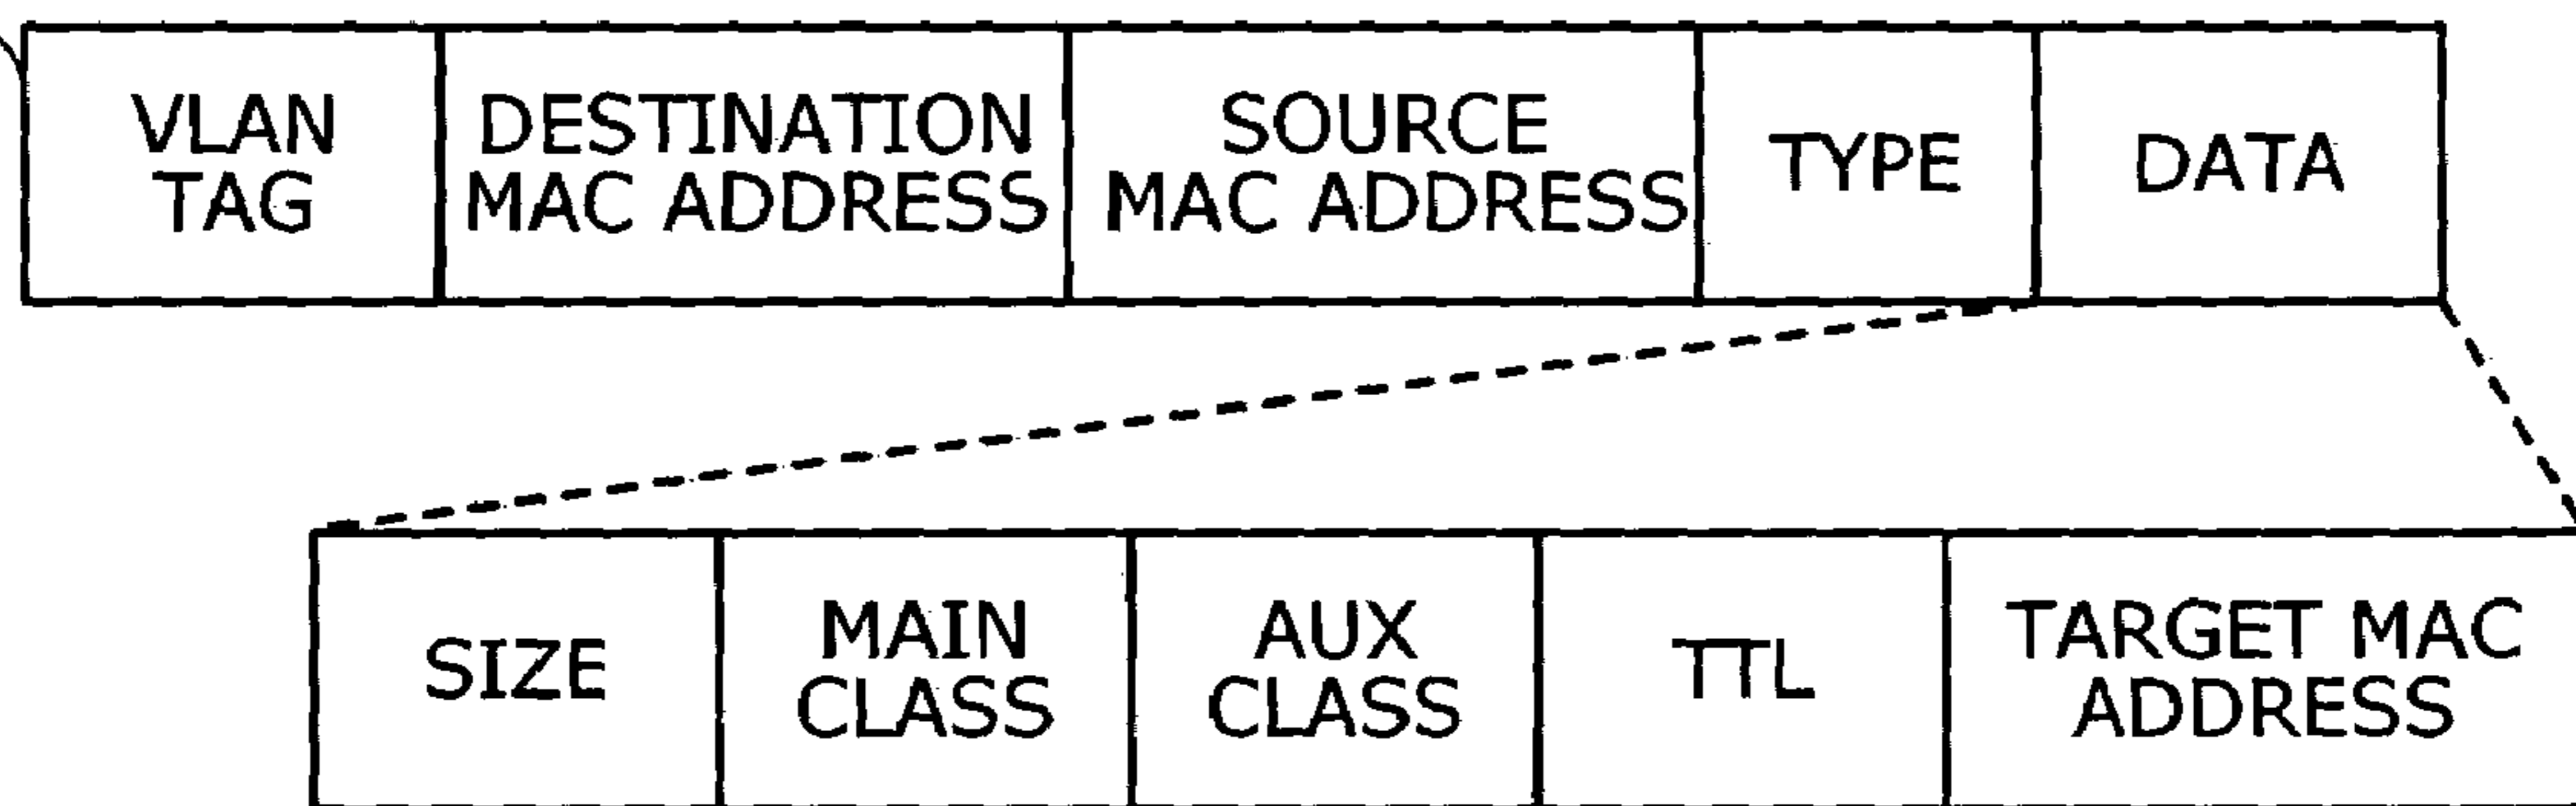 VLAN
TAG
DESTINATION
MAC ADDRESS
SOURCE
MAC ADDRESS
TYPE
DATA
SIZE
MAIN
CLASS
AUX
CLASS
TTL
TARGET MAC
ADDRESS